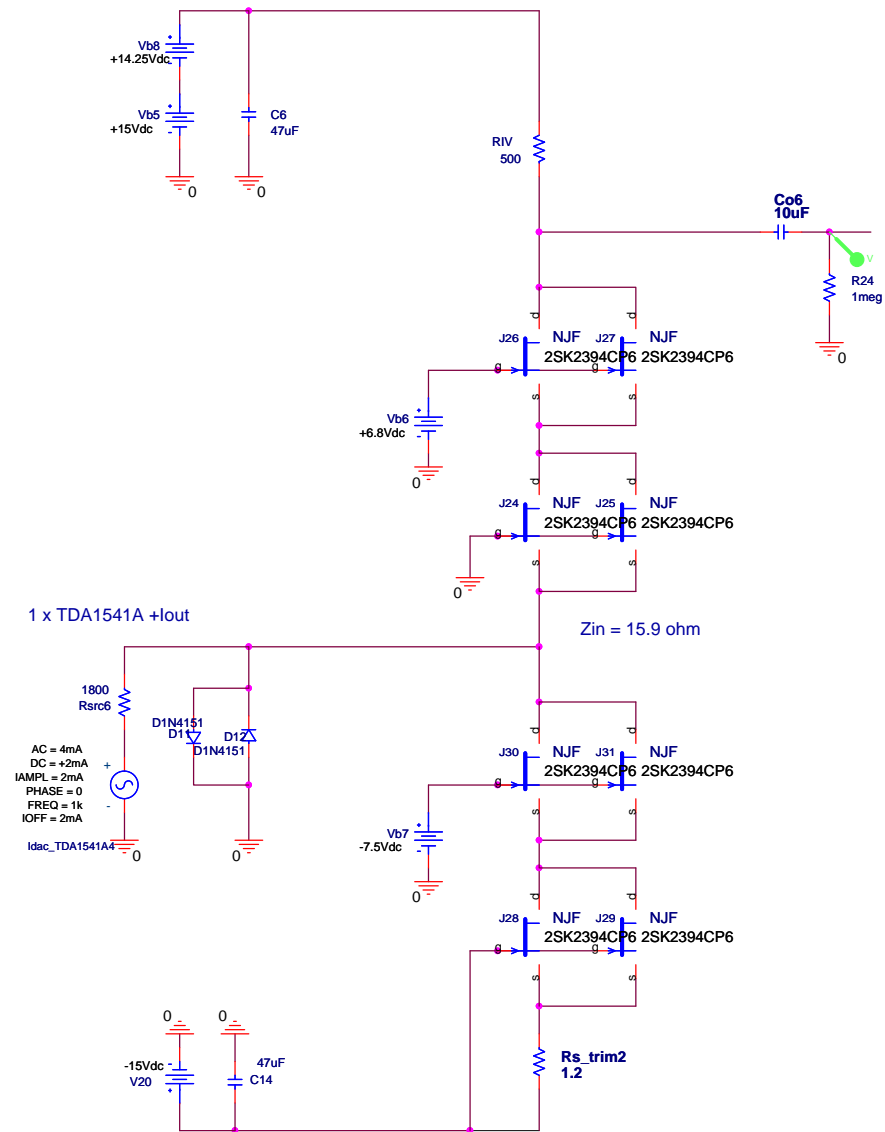 Vb8
+14.25Vdc
Vb5
+15Vdc
C6
47uF
0
0
RIV
500
Co6
10uF
V
R24
1meg
0
d
d
J26
NJF
J27
NJF
2SK2394CP6
2SK2394CP6
g
g
s
s
Vb6
+6.8Vdc
0
d
d
J24
NJF
J25
NJF
2SK2394CP6
2SK2394CP6
g
g
s
s
0
1 x TDA1541A +Iout
Zin = 15.9 ohm
1800
Rsrc6
D1N4151
D11
D12
D1N4151
AC = 4mA
DC = +2mA
IAMPL = 2mA
PHASE = 0
FREQ = 1k
IOFF = 2mA
Idac_TDA1541A4
0
0
d
d
J30
NJF
J31
NJF
2SK2394CP6
2SK2394CP6
g
g
s
s
Vb7
-7.5Vdc
0
d
d
J28
NJF
J29
NJF
2SK2394CP6
2SK2394CP6
g
g
s
s
0
0
-15Vdc
V20
47uF
C14
Rs_trim2
1.2